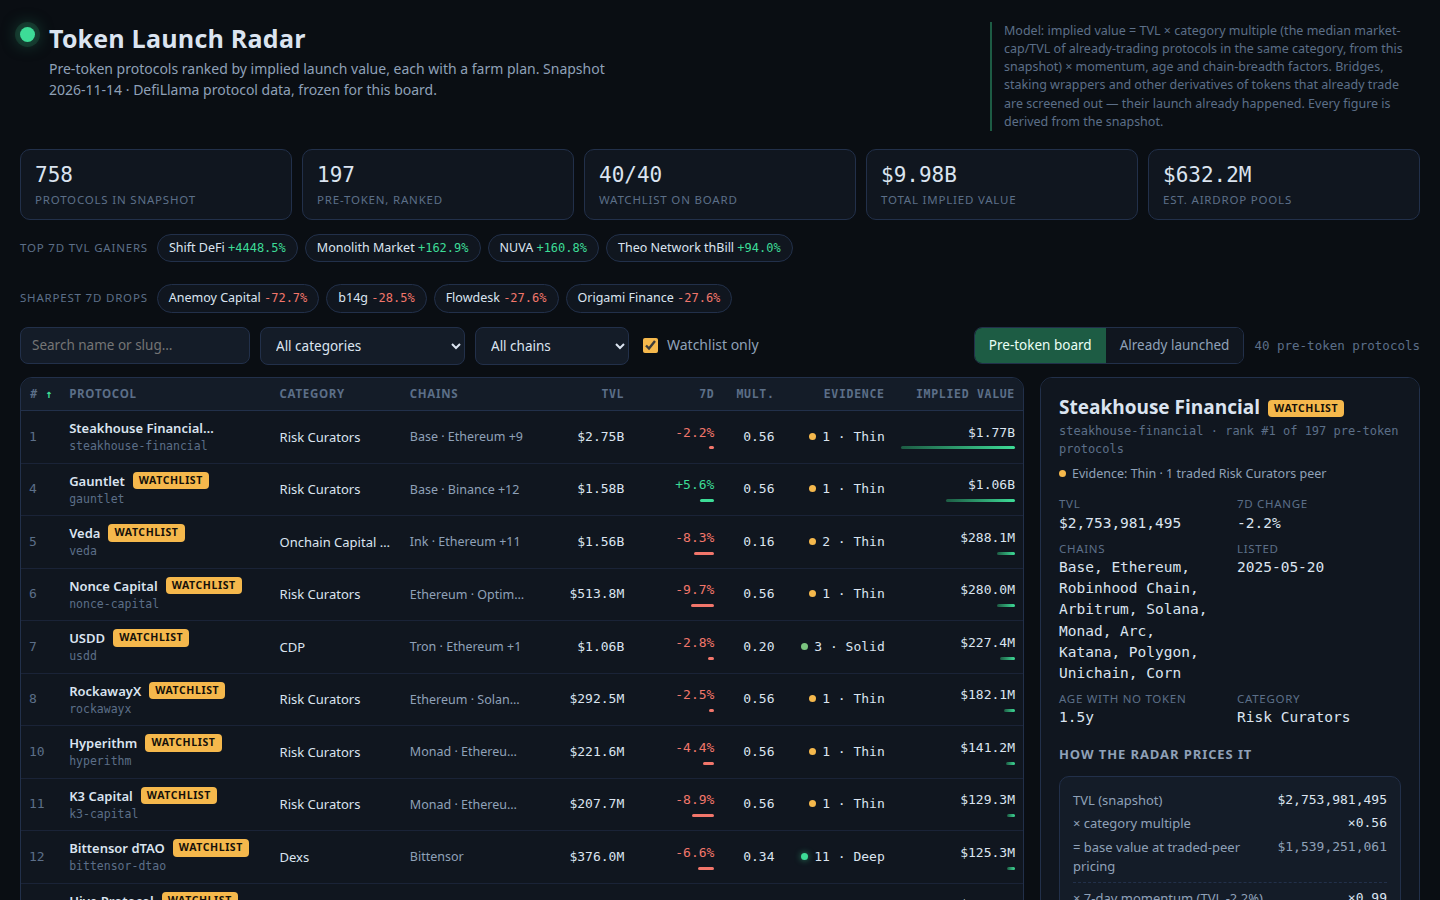 Token Launch Radar
Pre-token protocols ranked by implied launch value, each with a farm plan. Snapshot
2026-11-14 · DefiLlama protocol data, frozen for this board.
Model: implied value = TVL × category multiple (the median market-
cap/TVL of already-trading protocols in the same category, from this
snapshot) × momentum, age and chain-breadth factors. Bridges,
staking wrappers and other derivatives of tokens that already trade
are screened out — their launch already happened. Every figure is
derived from the snapshot.
758
PROTOCOLS IN SNAPSHOT
197
PRE-TOKEN, RANKED
40/40
WATCHLIST ON BOARD
$9.98B
TOTAL IMPLIED VALUE
$632.2M
EST. AIRDROP POOLS
TOP 7D TVL GAINERS Shift DeFi +4448.5% Monolith Market +162.9% NUVA +160.8% Theo Network thBill +94.0%
SHARPEST 7D DROPS Anemoy Capital -72.7% b14g -28.5% Flowdesk -27.6% Origami Finance -27.6%
Search name or slug... All categories All chains Watchlist only Pre-token board Already launched 40 pre-token protocols
# ↑ PROTOCOL CATEGORY CHAINS TVL 7D MULT. EVIDENCE IMPLIED VALUE
1 Steakhouse Financial... Risk Curators Base · Ethereum +9 $2.75B -2.2% 0.56 1 · Thin $1.77B
steakhouse-financial
4 Gauntlet WATCHLIST Risk Curators Base · Binance +12 $1.58B +5.6% 0.56 1 · Thin $1.06B
gauntlet
5 Veda WATCHLIST Onchain Capital ... Ink · Ethereum +11 $1.56B -8.3% 0.16 2 · Thin $288.1M
veda
6 Nonce Capital WATCHLIST Risk Curators Ethereum · Optim... $513.8M -9.7% 0.56 1 · Thin $280.0M
nonce-capital
7 USDD WATCHLIST CDP Tron · Ethereum +1 $1.06B -2.8% 0.20 3 · Solid $227.4M
usdd
8 RockawayX WATCHLIST Risk Curators Ethereum · Solan... $292.5M -2.5% 0.56 1 · Thin $182.1M
rockawayx
10 Hyperithm WATCHLIST Risk Curators Monad · Ethereu... $221.6M -4.4% 0.56 1 · Thin $141.2M
hyperithm
11 K3 Capital WATCHLIST Risk Curators Monad · Ethereu... $207.7M -8.9% 0.56 1 · Thin $129.3M
k3-capital
12 Bittensor dTAO WATCHLIST Dexs Bittensor $376.0M -6.6% 0.34 11 · Deep $125.3M
bittensor-dtao
Steakhouse Financial WATCHLIST
steakhouse-financial · rank #1 of 197 pre-token
protocols
Evidence: Thin · 1 traded Risk Curators peer
TVL 7D CHANGE
$2,753,981,495 -2.2%
CHAINS LISTED
Base, Ethereum, 2025-05-20
Robinhood Chain,
Arbitrum, Solana,
Monad, Arc,
Katana, Polygon,
Unichain, Corn
AGE WITH NO TOKEN CATEGORY
1.5y Risk Curators
HOW THE RADAR PRICES IT
TVL (snapshot) $2,753,981,495
× category multiple ×0.56
= base value at traded-peer $1,539,251,061
pricing
× 7-day momentum (TVL -2.2%) ×0.99